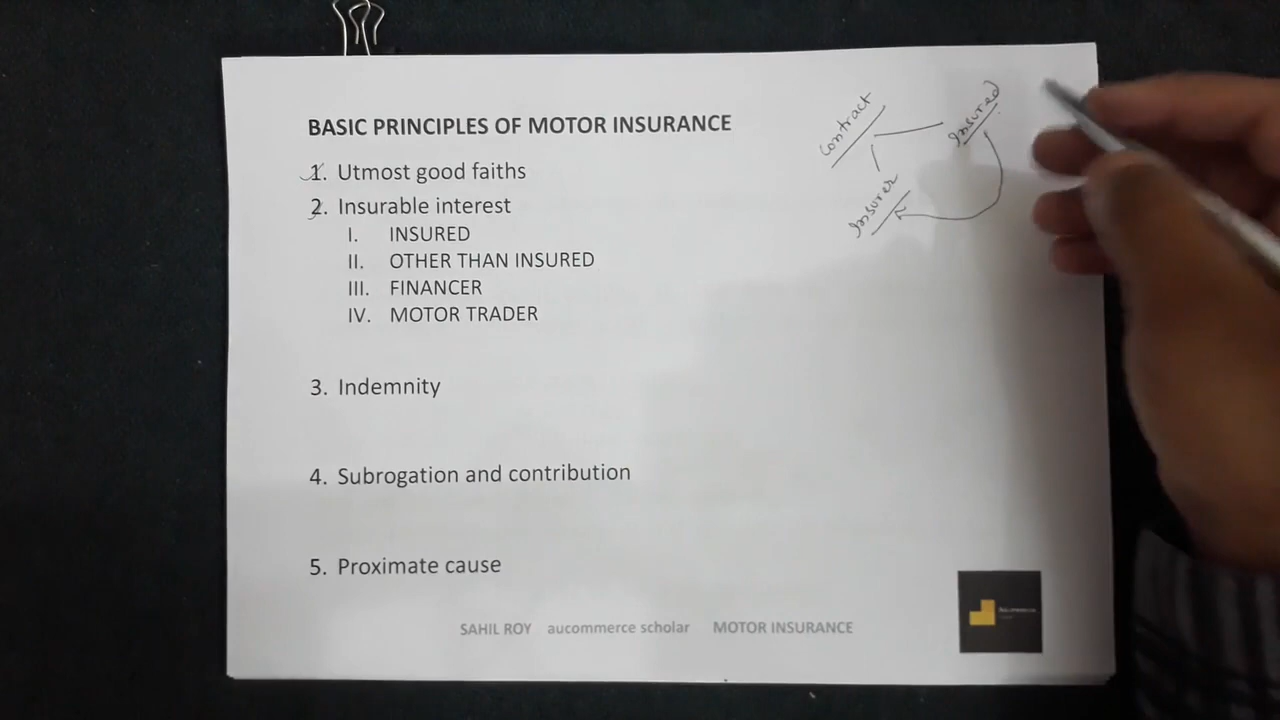 BASIC PRINCIPLES OF MOTOR INSURANCE
1. Utmost good faiths
2. Insurable interest
I. INSURED
II. OTHER THAN INSURED
III. FINANCER
IV. MOTOR TRADER
3. Indemnity
4. Subrogation and contribution
5. Proximate cause
Contract
Insured
Insurer
SAHIL ROY aucommerce scholar MOTOR INSURANCE